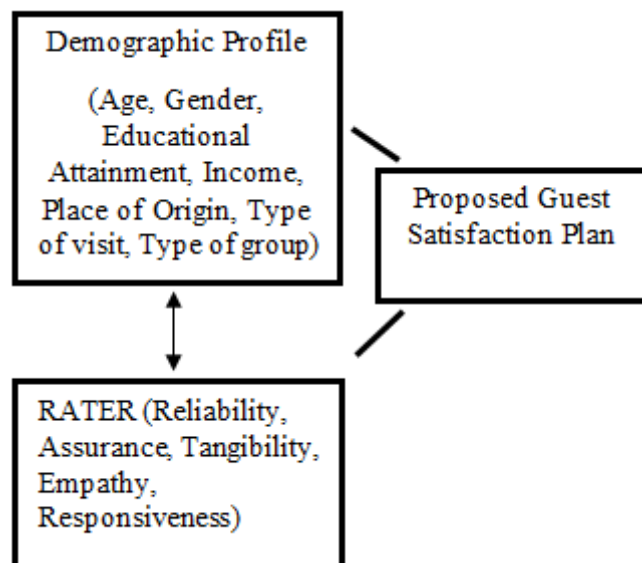 Demographic Profile
(Age, Gender,
Educational
Attainment, Income,
Place of Origin, Type
of visit, Type of group)
Proposed Guest
Satisfaction Plan
RATER (Reliability,
Assurance, Tangibility,
Empathy,
Responsiveness)